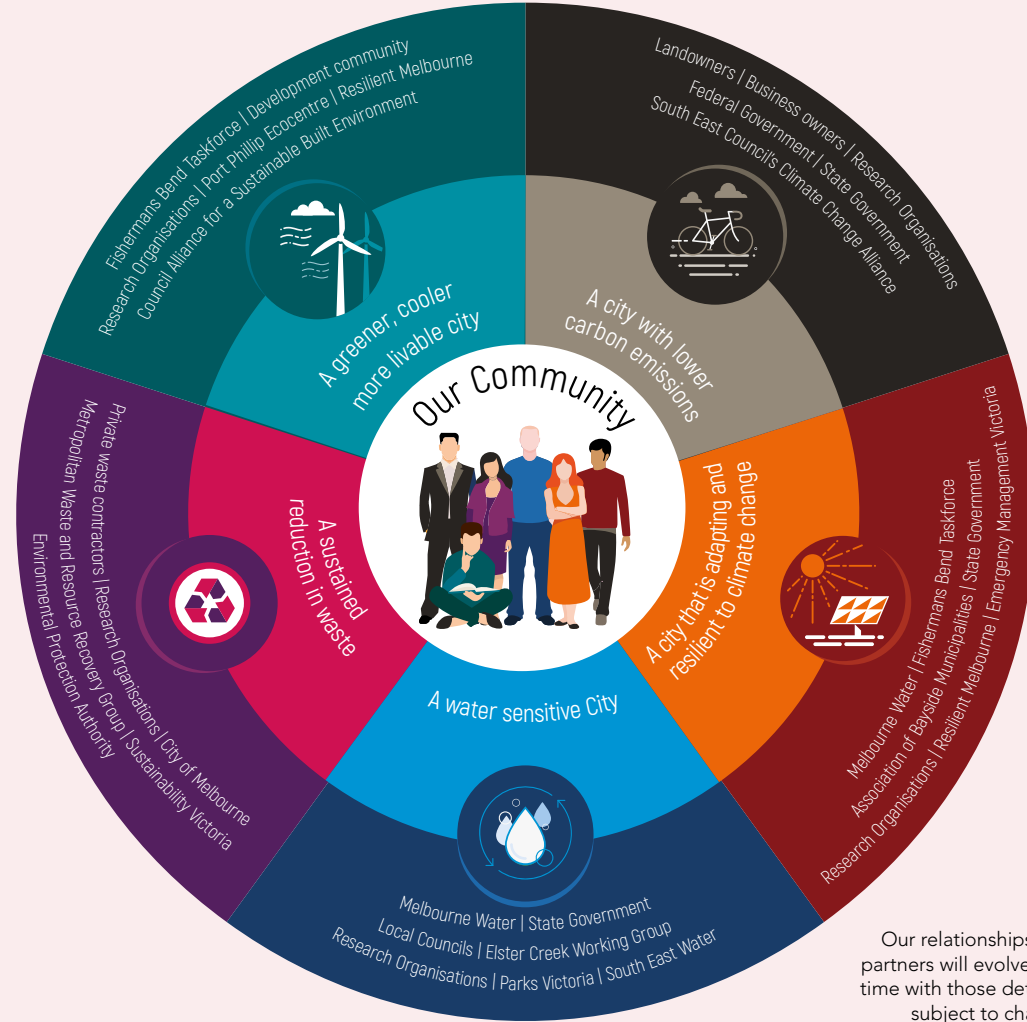 Our Community
A greener, cooler
more livable city
Fishermans Bend Taskforce | Development community
Research Organisations | Port Phillip Ecocentre | Resilient Melbourne
Council Alliance for a Sustainable Built Environment
A city with lower
carbon emissions
Landowners | Business owners | Research Organisations
Federal Government | State Government
South East Council's Climate Change Alliance
A city that is adapting and
resilient to climate change
Melbourne Water | Fishermans Bend Taskforce
Association of Bayside Municipalities | State Government
Research Organisations | Resilient Melbourne | Emergency Management Victoria
A water sensitive City
Melbourne Water | State Government
Local Councils | Elster Creek Working Group
Research Organisations | Parks Victoria | South East Water
A sustained
reduction in waste
Private waste contractors | Research Organisations | City of Melbourne
Metropolitan Waste and Resource Recovery Group | Sustainability Victoria
Environmental Protection Authority
Our relationships
partners will evolve
time with those
subject to